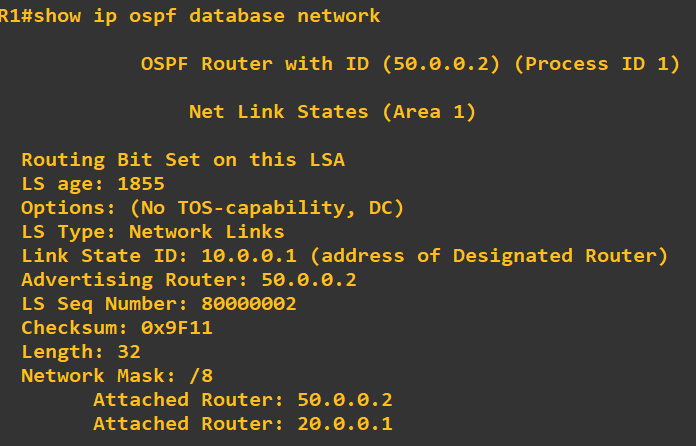 R1#show ip ospf database network
OSPF Router with ID (50.0.0.2) (Process ID 1)
Net Link States (Area 1)
Routing Bit Set on this LSA
LS age: 1855
Options: (No TOS-capability, DC)
LS Type: Network Links
Link State ID: 10.0.0.1 (address of Designated Router)
Advertising Router: 50.0.0.2
LS Seq Number: 80000002
Checksum: 0x9F11
Length: 32
Network Mask: /8
Attached Router: 50.0.0.2
Attached Router: 20.0.0.1